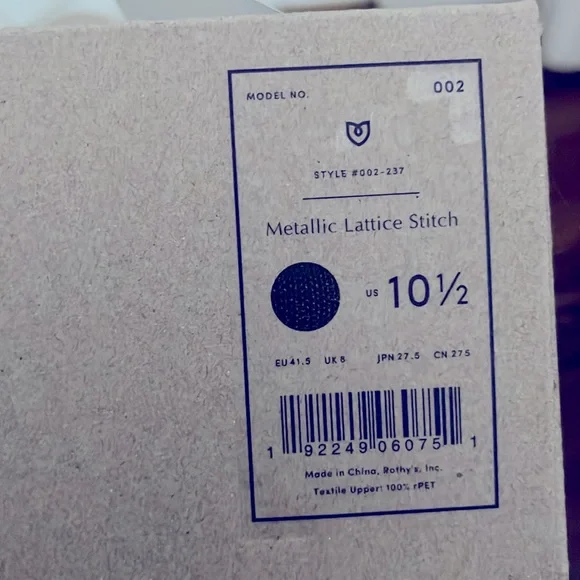 MODEL NO. 002
STYLE #002-237
Metallic Lattice Stitch
US 10½
EU 41.5 UK 8 JPN 27.5 CN 275
1 92249 06075 1
Made in China, Rothy's, Inc.
Textile Upper: 100% rPET